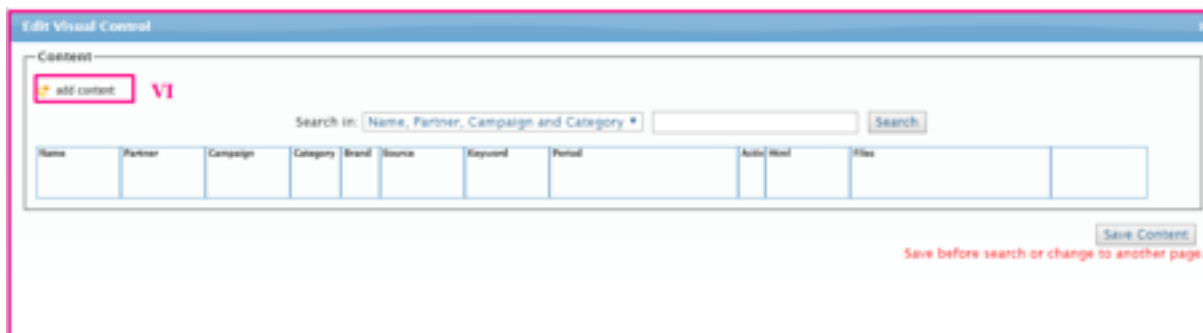 Edit Visual Control
Content
add content VI
Search in: Name, Partner, Campaign and Category Search
Name Partner Campaign Category Brand Source Keyword Period Activ Html Files
Save Content
Save before search or change to another page.